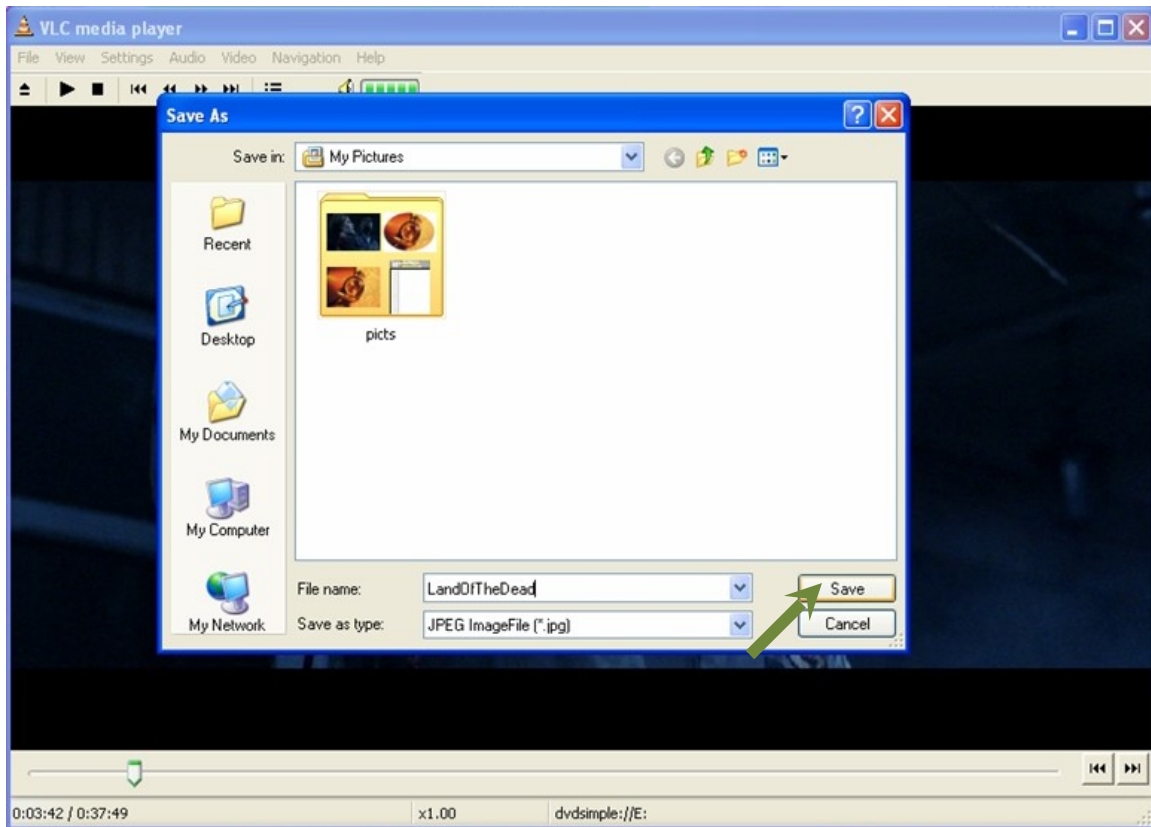 VLC media player
File View Settings Audio Video Navigation Help
Save As
Save in: My Pictures
Recent
Desktop
My Documents
My Computer
My Network
picts
File name: LandOfTheDead Save
Save as type: JPEG ImageFile (*.jpg) Cancel
0:03:42 / 0:37:49 x1.00 dvdsimple://E: